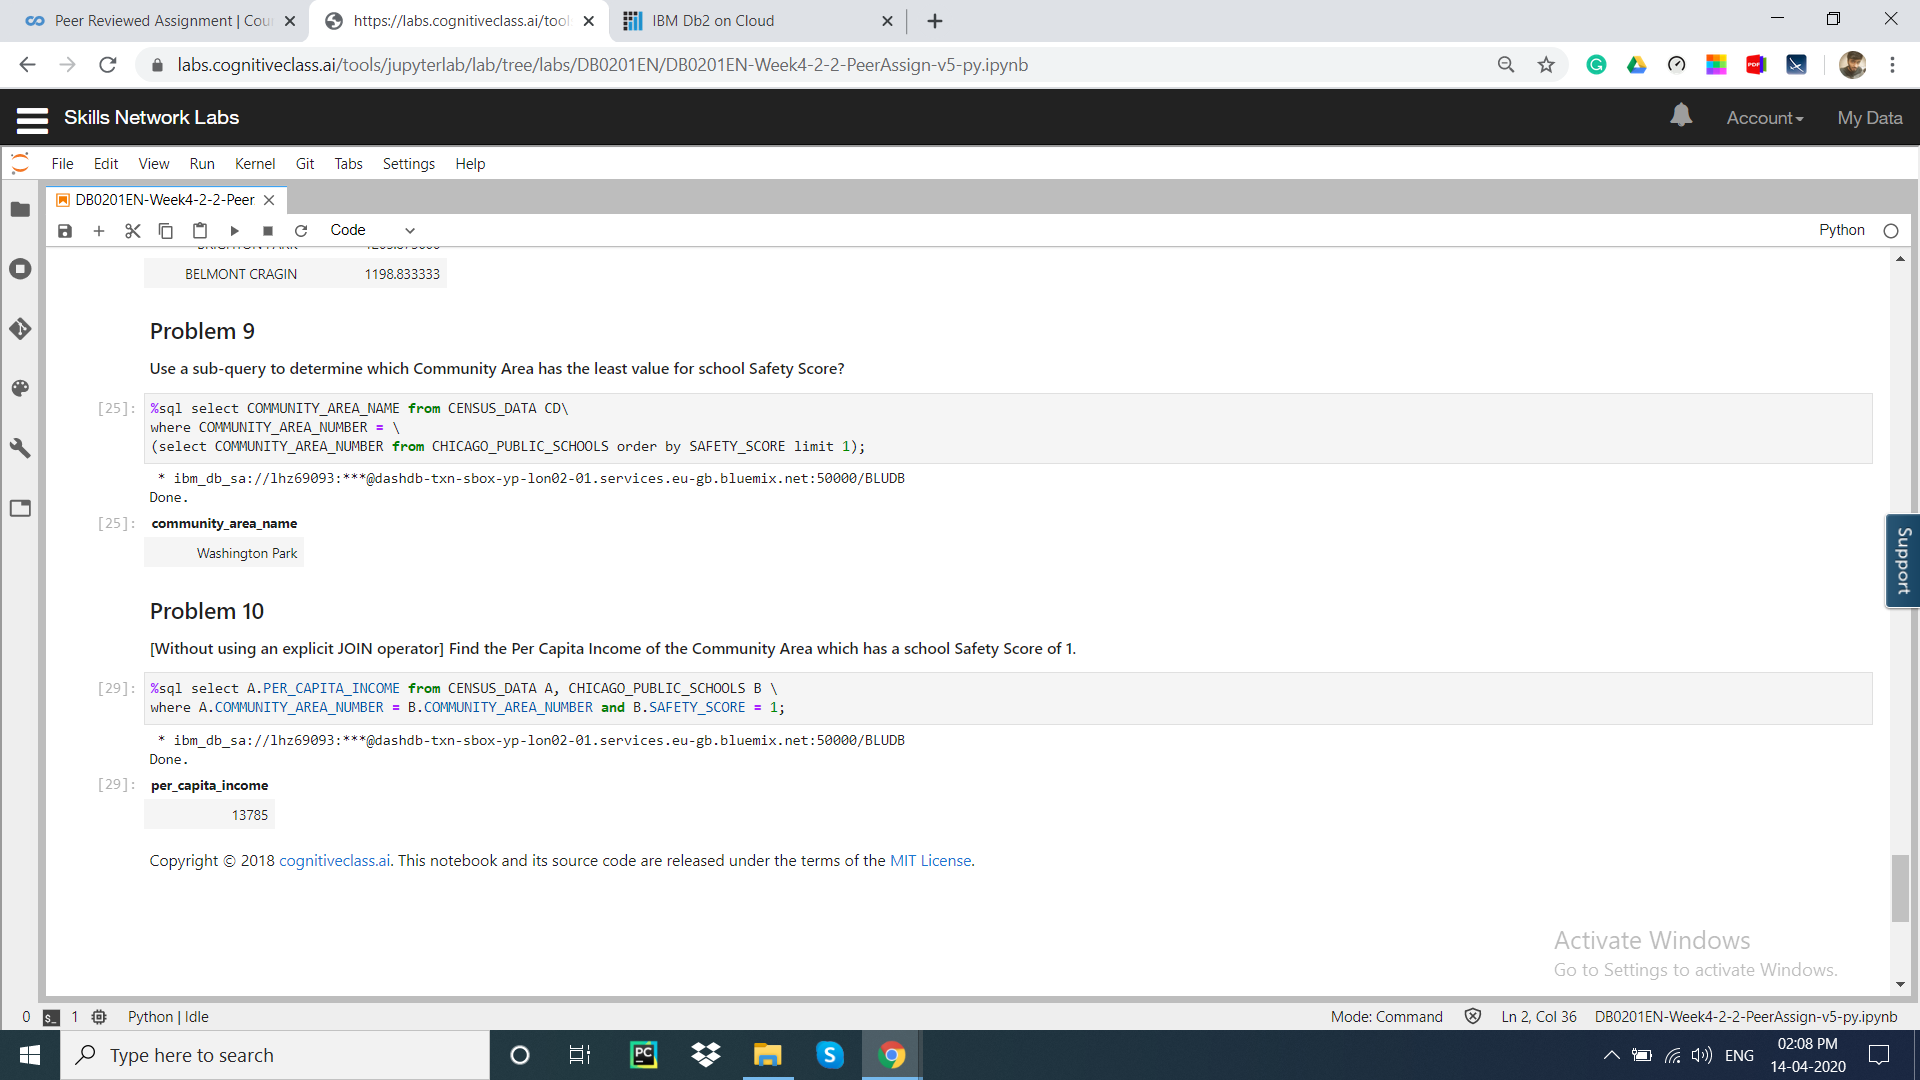 Peer Reviewed Assignment | Cou
https://labs.cognitiveclass.ai/tool
IBM Db2 on Cloud
labs.cognitiveclass.ai/tools/jupyterlab/lab/tree/labs/DB0201EN/DB0201EN-Week4-2-2-PeerAssign-v5-py.ipynb
Skills Network Labs
Account
My Data
File Edit View Run Kernel Git Tabs Settings Help
DB0201EN-Week4-2-2-Peer
Code
Python
BELMONT CRAGIN 1198.833333
Problem 9
Use a sub-query to determine which Community Area has the least value for school Safety Score?
[25]: %sql select COMMUNITY_AREA_NAME from CENSUS_DATA CD\
where COMMUNITY_AREA_NUMBER = \
(select COMMUNITY_AREA_NUMBER from CHICAGO_PUBLIC_SCHOOLS order by SAFETY_SCORE limit 1);
* ibm_db_sa://lhz69093:***@dashdb-txn-sbox-yp-lon02-01.services.eu-gb.bluemix.net:50000/BLUDB
Done.
[25]: community_area_name
Washington Park
Support
Problem 10
[Without using an explicit JOIN operator] Find the Per Capita Income of the Community Area which has a school Safety Score of 1.
[29]: %sql select A.PER_CAPITA_INCOME from CENSUS_DATA A, CHICAGO_PUBLIC_SCHOOLS B \
where A.COMMUNITY_AREA_NUMBER = B.COMMUNITY_AREA_NUMBER and B.SAFETY_SCORE = 1;
* ibm_db_sa://lhz69093:***@dashdb-txn-sbox-yp-lon02-01.services.eu-gb.bluemix.net:50000/BLUDB
Done.
[29]: per_capita_income
13785
Copyright © 2018 cognitiveclass.ai. This notebook and its source code are released under the terms of the MIT License.
Activate Windows
Go to Settings to activate Windows.
0 1 Python | Idle
Mode: Command Ln 2, Col 36 DB0201EN-Week4-2-2-PeerAssign-v5-py.ipynb
Type here to search
ENG
02:08 PM
14-04-2020